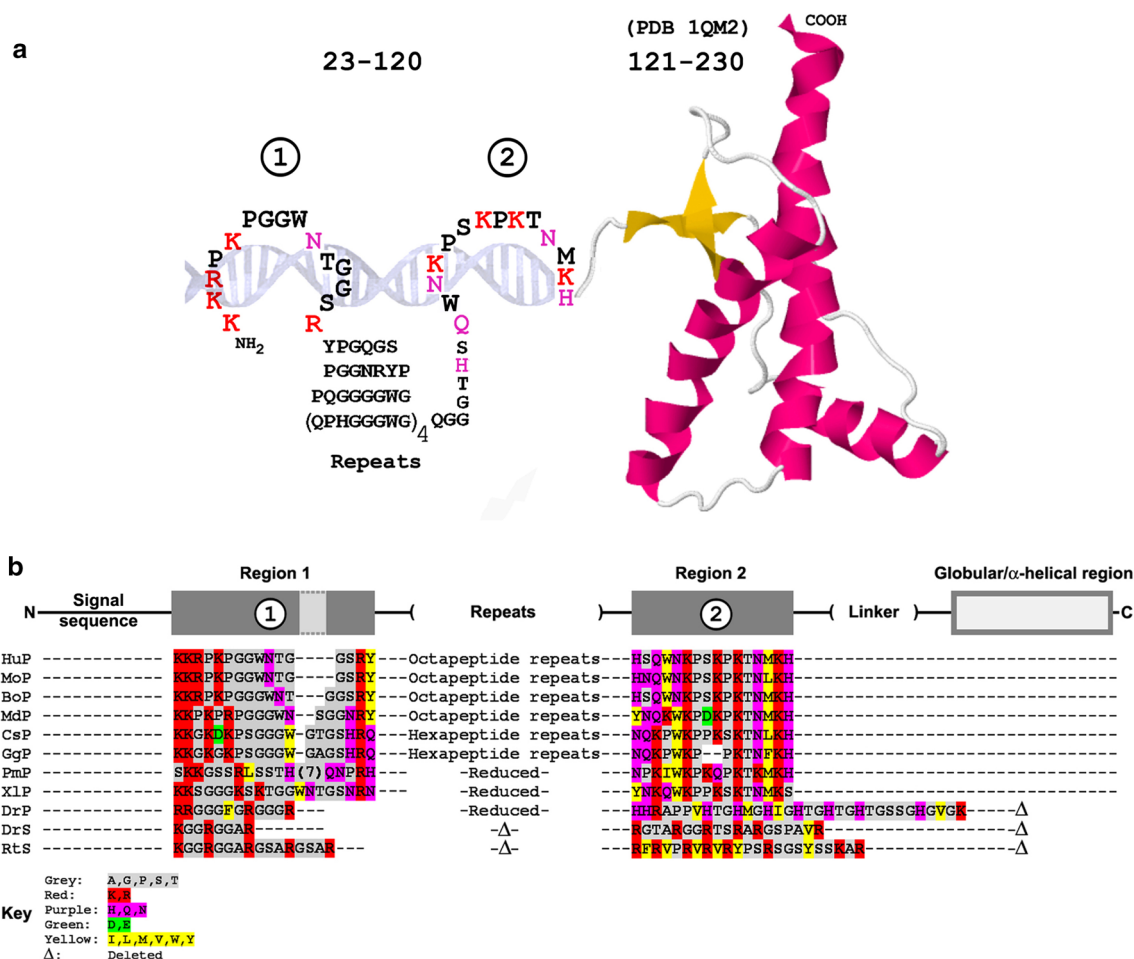 a
(PDB 1QM2)
COOH
23-120
121-230
1
2
PGGW
SKPKT
K
N
P
N
P
TGG
K
M
R
GS
N
K
K
W
H
K
R
Q
NH2
YPGQGS
S
PGGNRYP
H
PQGGGGWG
T
G
(QPHGGGWG)4 QGG
Repeats
b
Region 1
Region 2
Globular/α-helical region
N
Signal sequence
1
Repeats
2
Linker
C
HuP KKRPKPGGWNTG----GSRY Octapeptide repeats HSQWNKPSKPKTNMKH
MoP KKRPKPGGWNTG----GSRY Octapeptide repeats HNQWNKPSKPKTNLKH
BoP KKRPKPGGGWNT----GGSRY Octapeptide repeats HSQWNKPSKPKTNMKH
MdP KKPKPRPGGGWN--SGGNRY Octapeptide repeats YNQKWKPDKPKTNMKH
CsP KKGKDKPSGGGW-GTGSHRQ Hexapeptide repeats NQKPWKPPKSKTNLKH
GgP KKGKGKPSGGGW-GAGSHRQ Hexapeptide repeats NQKPWKP-PKTNFKH
PmP SKKGSSRLSSTH(7)QNPRH -Reduced- NPKIWKPKQPKTKMKH
XlP KKSGGGKSKTGGWNTGSNRN -Reduced- YNKQWKPPKSKTNMKS
DrP RRGGGFGRGGGR -Reduced- HHRAPPVHTGHMGHIGHTGHTGHTGSSGHGVGK Δ
DrS KGGRGGAR -Δ- RGTARGGRTSRARGSPAVR Δ
RtS KGGRGGARGSARGSAR -Δ- RFRVPRVRVRYPSRSGSYSSKAR Δ
Key
Grey: A,G,P,S,T
Red: K,R
Purple: H,Q,N
Green: D,E
Yellow: I,L,M,V,W,Y
Δ: Deleted